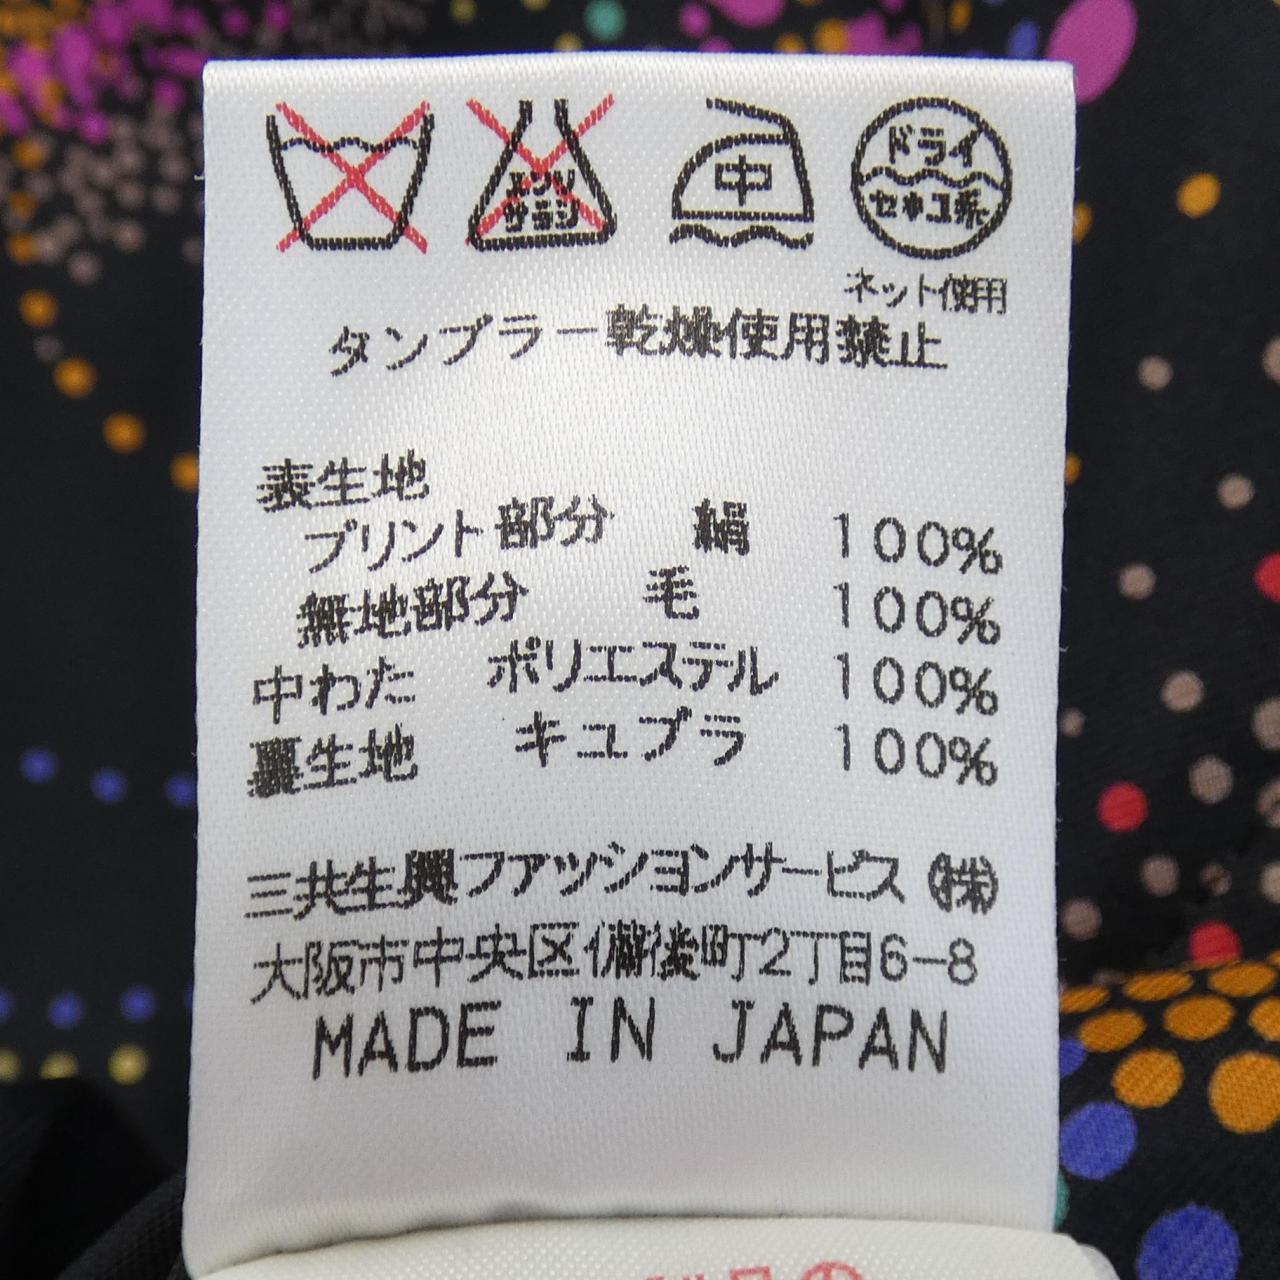 エンソ
サラシ
中
ドライ
セキユ系
ネット使用
タンブラー乾燥使用禁止
表生地
プリント部分 絹 100%
無地部分 毛 100%
中わた ポリエステル 100%
裏生地 キュプラ 100%
三共生興ファッションサービス㈱
大阪市中央区備後町2丁目6-8
MADE IN JAPAN